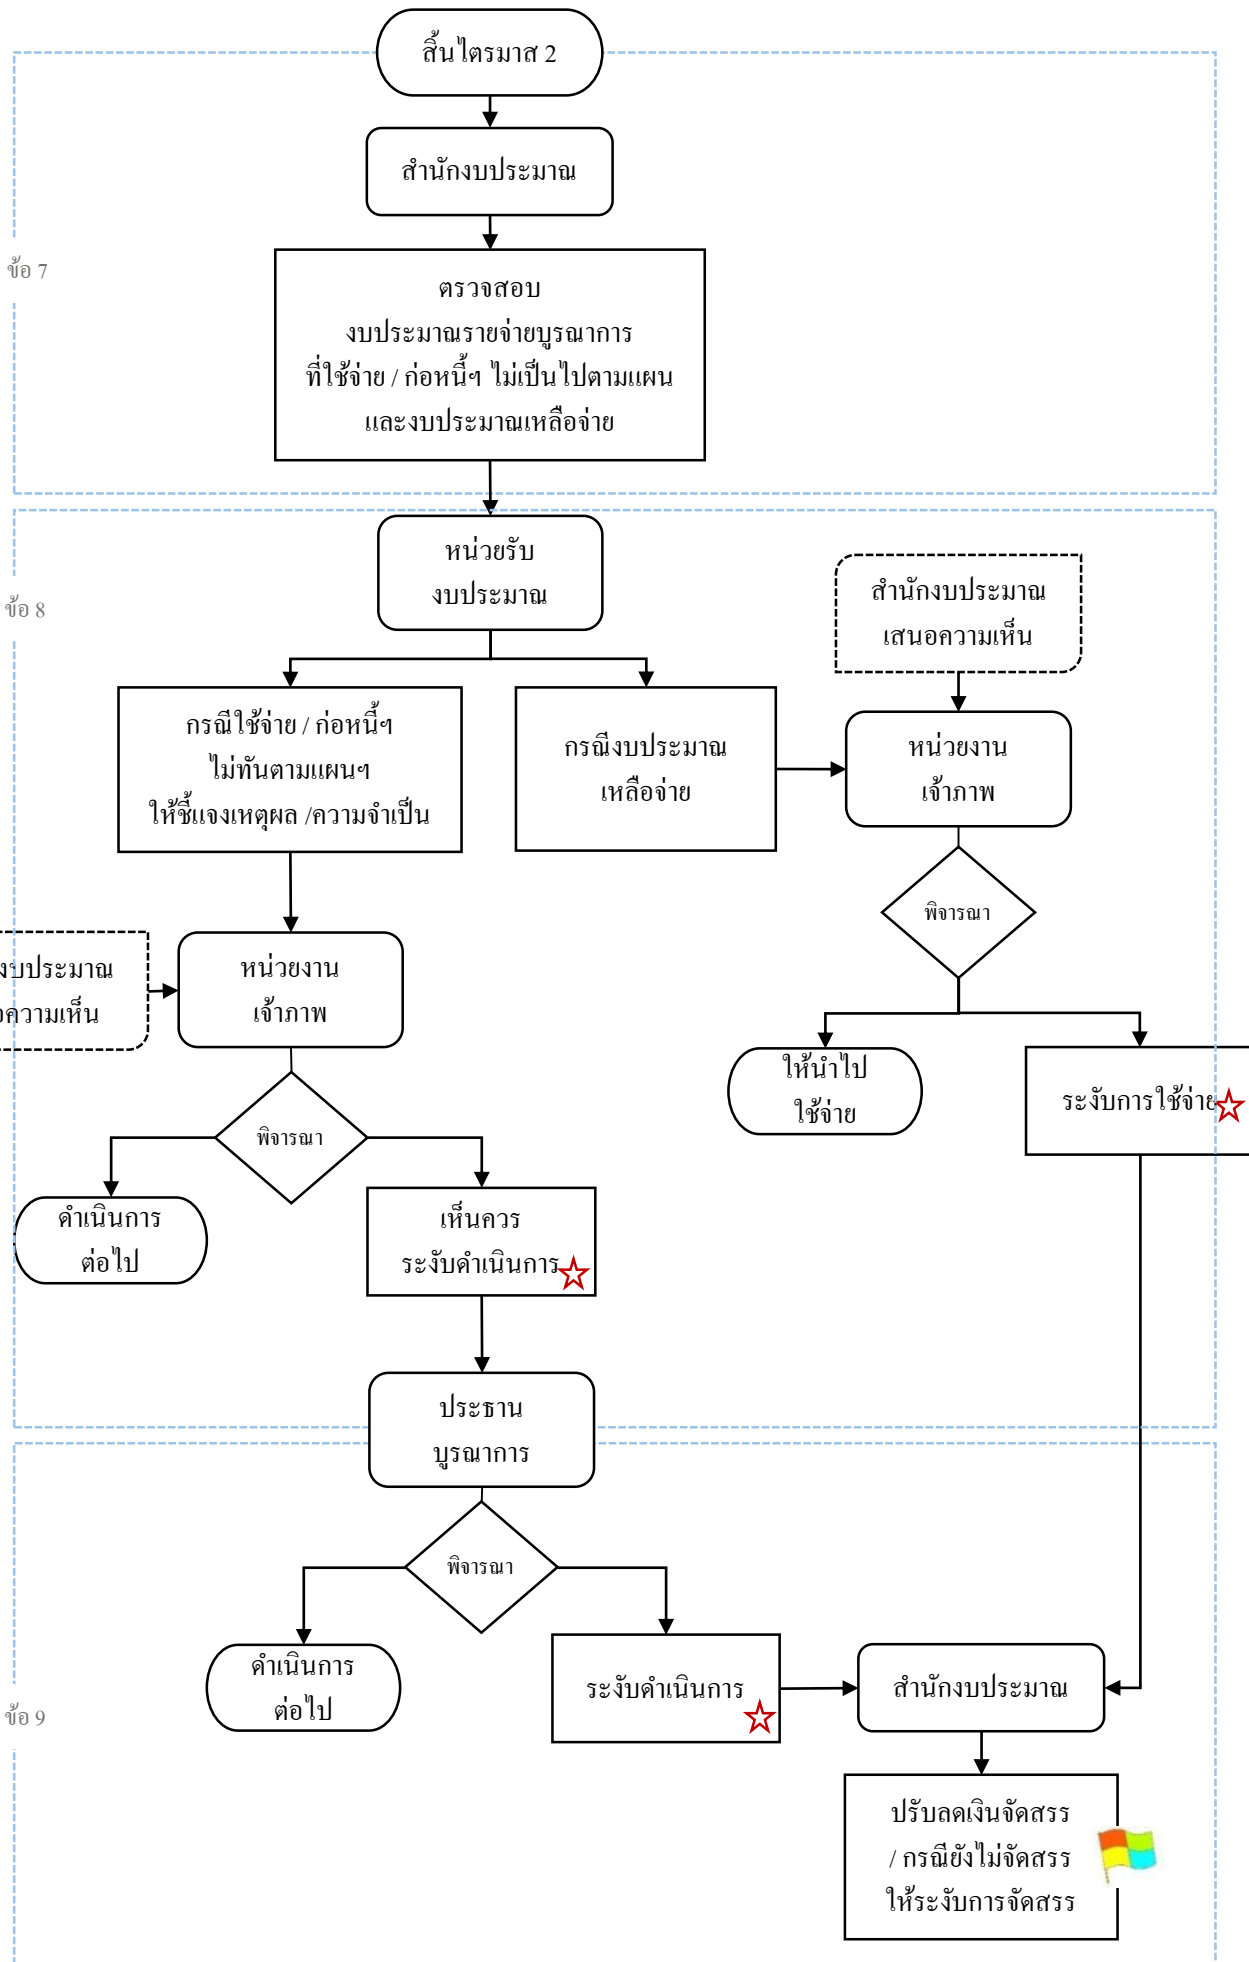 สิ้นไตรมาส 2
สำนักงบประมาณ
ข้อ 7
ตรวจสอบ
งบประมาณรายจ่ายบูรณาการ
ที่ใช้จ่าย / ก่อหนี้ฯ ไม่เป็นไปตามแผน
และงบประมาณเหลือจ่าย
หน่วยรับ
งบประมาณ
ข้อ 8
สำนักงบประมาณ
เสนอความเห็น
กรณีใช้จ่าย / ก่อหนี้ฯ
ไม่ทันตามแผนฯ
ให้ชี้แจงเหตุผล /ความจำเป็น
กรณีงบประมาณ
เหลือจ่าย
หน่วยงาน
เจ้าภาพ
พิจารณา
งบประมาณ
ความเห็น
หน่วยงาน
เจ้าภาพ
ให้นำไป
ใช้จ่าย
ระงับการใช้จ่าย
พิจารณา
ดำเนินการ
ต่อไป
เห็นควร
ระงับดำเนินการ
ประธาน
บูรณาการ
พิจารณา
ดำเนินการ
ต่อไป
ระงับดำเนินการ
สำนักงบประมาณ
ข้อ 9
ปรับลดเงินจัดสรร
/ กรณียังไม่จัดสรร
ให้ระงับการจัดสรร